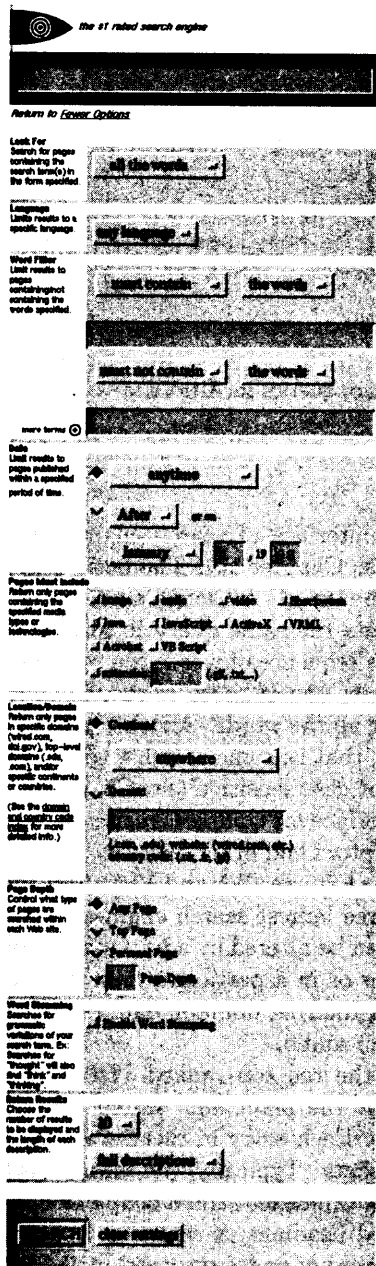 the #1 rated search engine
Return to Fewer Options
Look For
Search for pages
containing the
search term(s) in
the form specified.
all the words
Language
Limits results to a
specific language.
any language
Word Filter
Limit results to
pages
containing/not
containing the
words specified.
must contain the words
must not contain the words
more terms
Date
Limit results to
pages published
within a specified
period of time.
anytime
After or on
January , 19
Pages Must Include
Return only pages
containing the
specified media
types or
technologies.
image audio video Shockwave
Java JavaScript ActiveX VRML
Acrobat VB Script
extension: (.gif, .txt,...)
Location/Domain
Return only pages
in specific domains
(wired.com,
doi.gov), top-level
domains (.edu,
.com), and/or
specific continents
or countries.
(See the domain
and country code
index for more
detailed info.)
Continent
anywhere
Domain
(.com, .edu) website: (wired.com, etc.)
country code: (.uk, .fr, .jp)
Page Depth
Control what type
of pages are
searched within
each Web site.
Any Page
Top Page
Personal Page
Page Depth
Word Stemming
Searches for
grammatic
variations of your
search term. Ex:
Searches for
"thought" will also
find "think" and
"thinking".
Enable Word Stemming
Return Results
Choose the
number of results
to be displayed and
the length of each
description.
10
full descriptions
clear settings